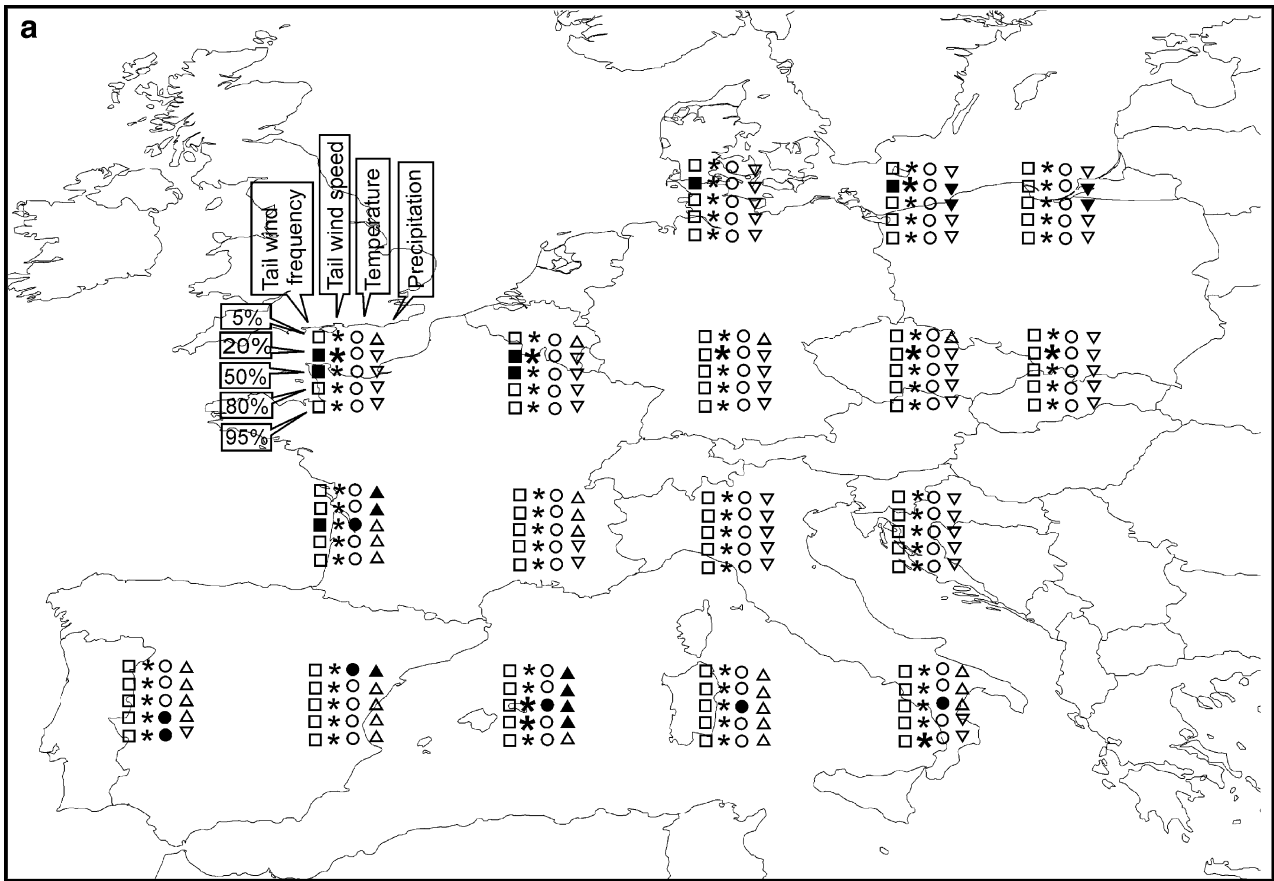 a
Tail wind
frequency
Tail wind speed
Temperature
Precipitation
5%
20%
50%
80%
95%